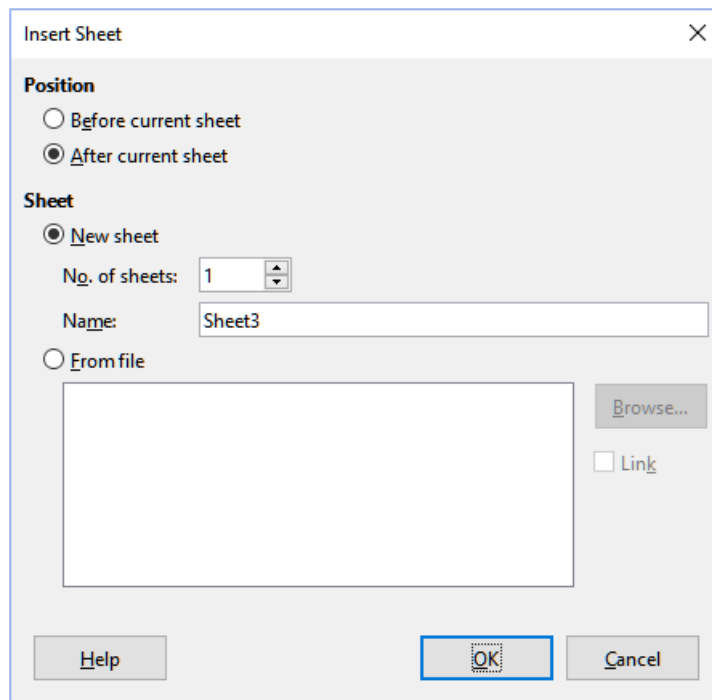 Insert Sheet
Position
Before current sheet
After current sheet
Sheet
New sheet
No. of sheets: 1
Name: Sheet3
From file
Browse...
Link
Help OK Cancel